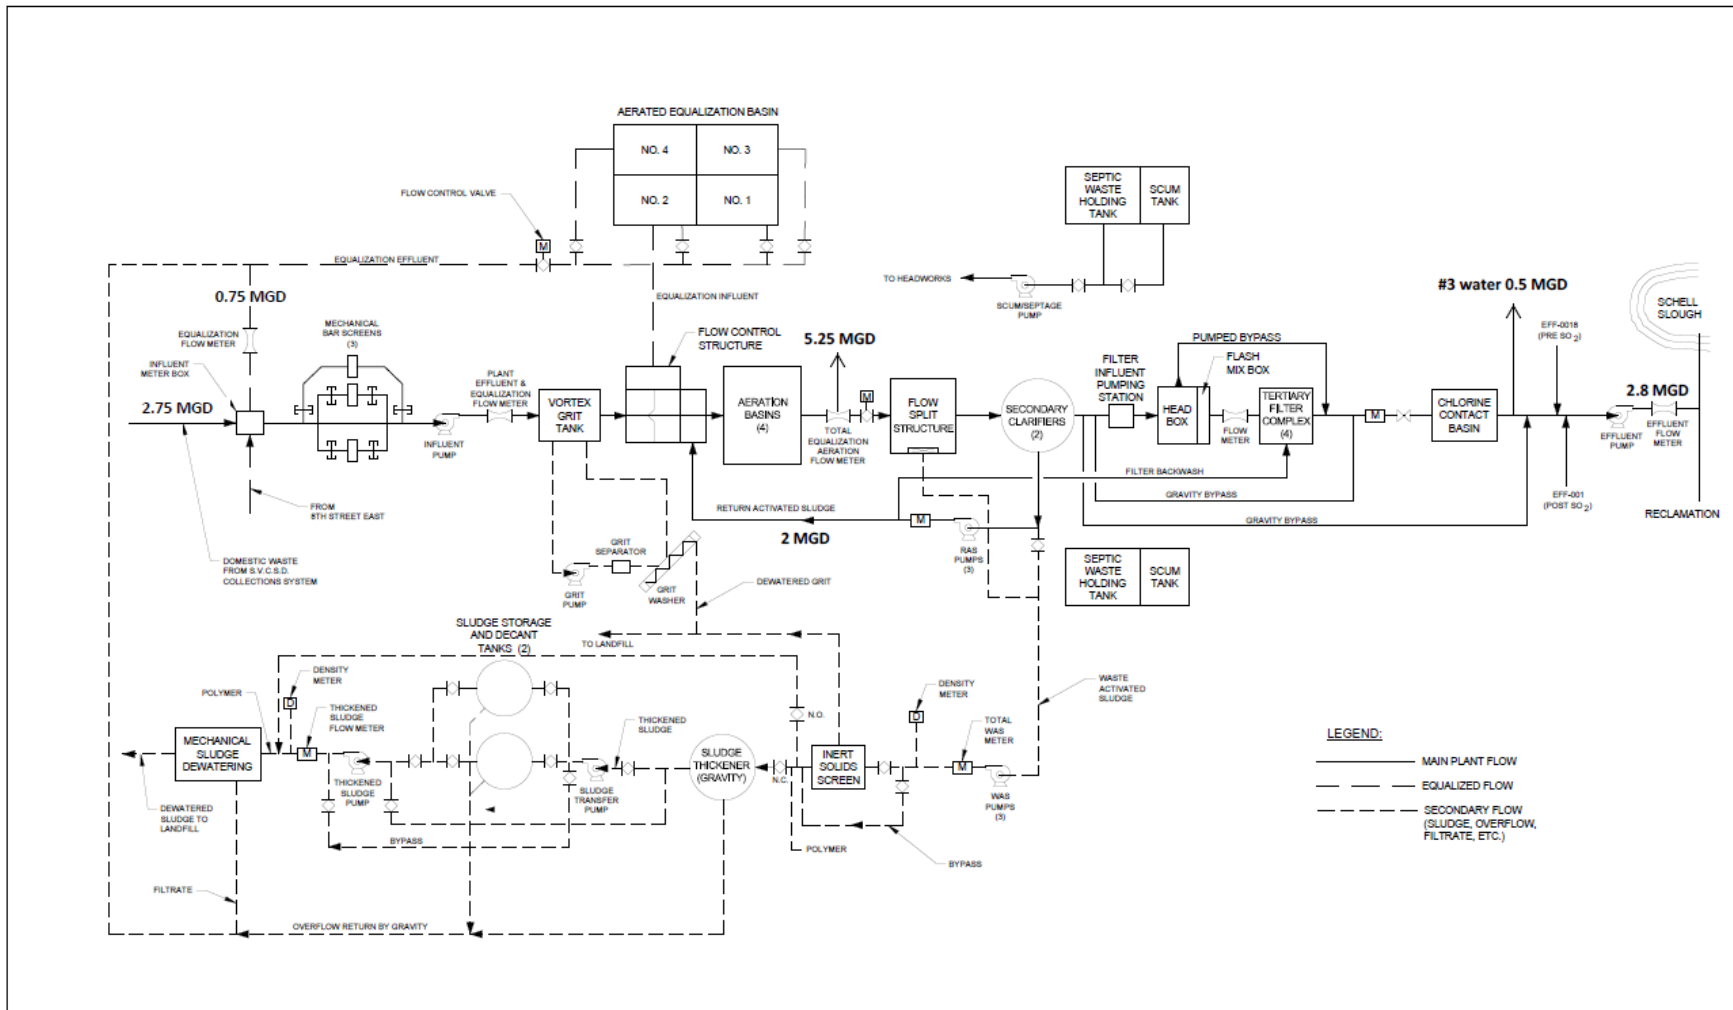 AERATED EQUALIZATION BASIN
NO. 4
NO. 3
NO. 2
NO. 1
FLOW CONTROL VALVE
M
EQUALIZATION EFFLUENT
EQUALIZATION INFLUENT
SEPTIC
WASTE
HOLDING
TANK
SCUM
TANK
TO HEADWORKS
SCUM/SEPTAGE
PUMP
0.75 MGD
EQUALIZATION
FLOW METER
MECHANICAL
BAR SCREENS
(3)
INFLUENT
METER BOX
2.75 MGD
PLANT
EFFLUENT &
EQUALIZATION
FLOW METER
INFLUENT
PUMP
VORTEX
GRIT
TANK
FLOW CONTROL
STRUCTURE
AERATION
BASINS
(4)
5.25 MGD
M
TOTAL
EQUALIZATION
AERATION
FLOW METER
FLOW
SPLIT
STRUCTURE
SECONDARY
CLARIFIERS
(2)
FILTER
INFLUENT
PUMPING
STATION
PUMPED BYPASS
FLASH
MIX BOX
HEAD
BOX
FLOW
METER
TERTIARY
FILTER
COMPLEX
(4)
M
CHLORINE
CONTACT
BASIN
#3 water 0.5 MGD
EFF-001B
(PRE SO2)
SCHELL
SLOUGH
2.8 MGD
EFFLUENT
PUMP
EFFLUENT
FLOW
METER
EFF-001
(POST SO2)
RECLAMATION
FILTER BACKWASH
GRAVITY BYPASS
GRAVITY BYPASS
RETURN ACTIVATED SLUDGE
2 MGD
M
RAS
PUMPS
(3)
FROM
8TH STREET EAST
DOMESTIC WASTE
FROM S.V.C.S.D.
COLLECTIONS SYSTEM
GRIT
SEPARATOR
GRIT
PUMP
GRIT
WASHER
DEWATERED GRIT
SEPTIC
WASTE
HOLDING
TANK
SCUM
TANK
TO LANDFILL
SLUDGE STORAGE
AND DECANT
TANKS (2)
POLYMER
DENSITY
METER
D
THICKENED
SLUDGE
FLOW METER
MECHANICAL
SLUDGE
DEWATERING
M
THICKENED
SLUDGE
PUMP
THICKENED
SLUDGE
SLUDGE
TRANSFER
PUMP
SLUDGE
THICKENER
(GRAVITY)
N.O.
N.C.
INERT
SOLIDS
SCREEN
DENSITY
METER
D
TOTAL
WAS
METER
M
WAS
PUMPS
(3)
WASTE
ACTIVATED
SLUDGE
DEWATERED
SLUDGE TO
LANDFILL
BYPASS
POLYMER
BYPASS
FILTRATE
OVERFLOW RETURN BY GRAVITY
LEGEND:
MAIN PLANT FLOW
EQUALIZED FLOW
SECONDARY FLOW
(SLUDGE, OVERFLOW,
FILTRATE, ETC.)